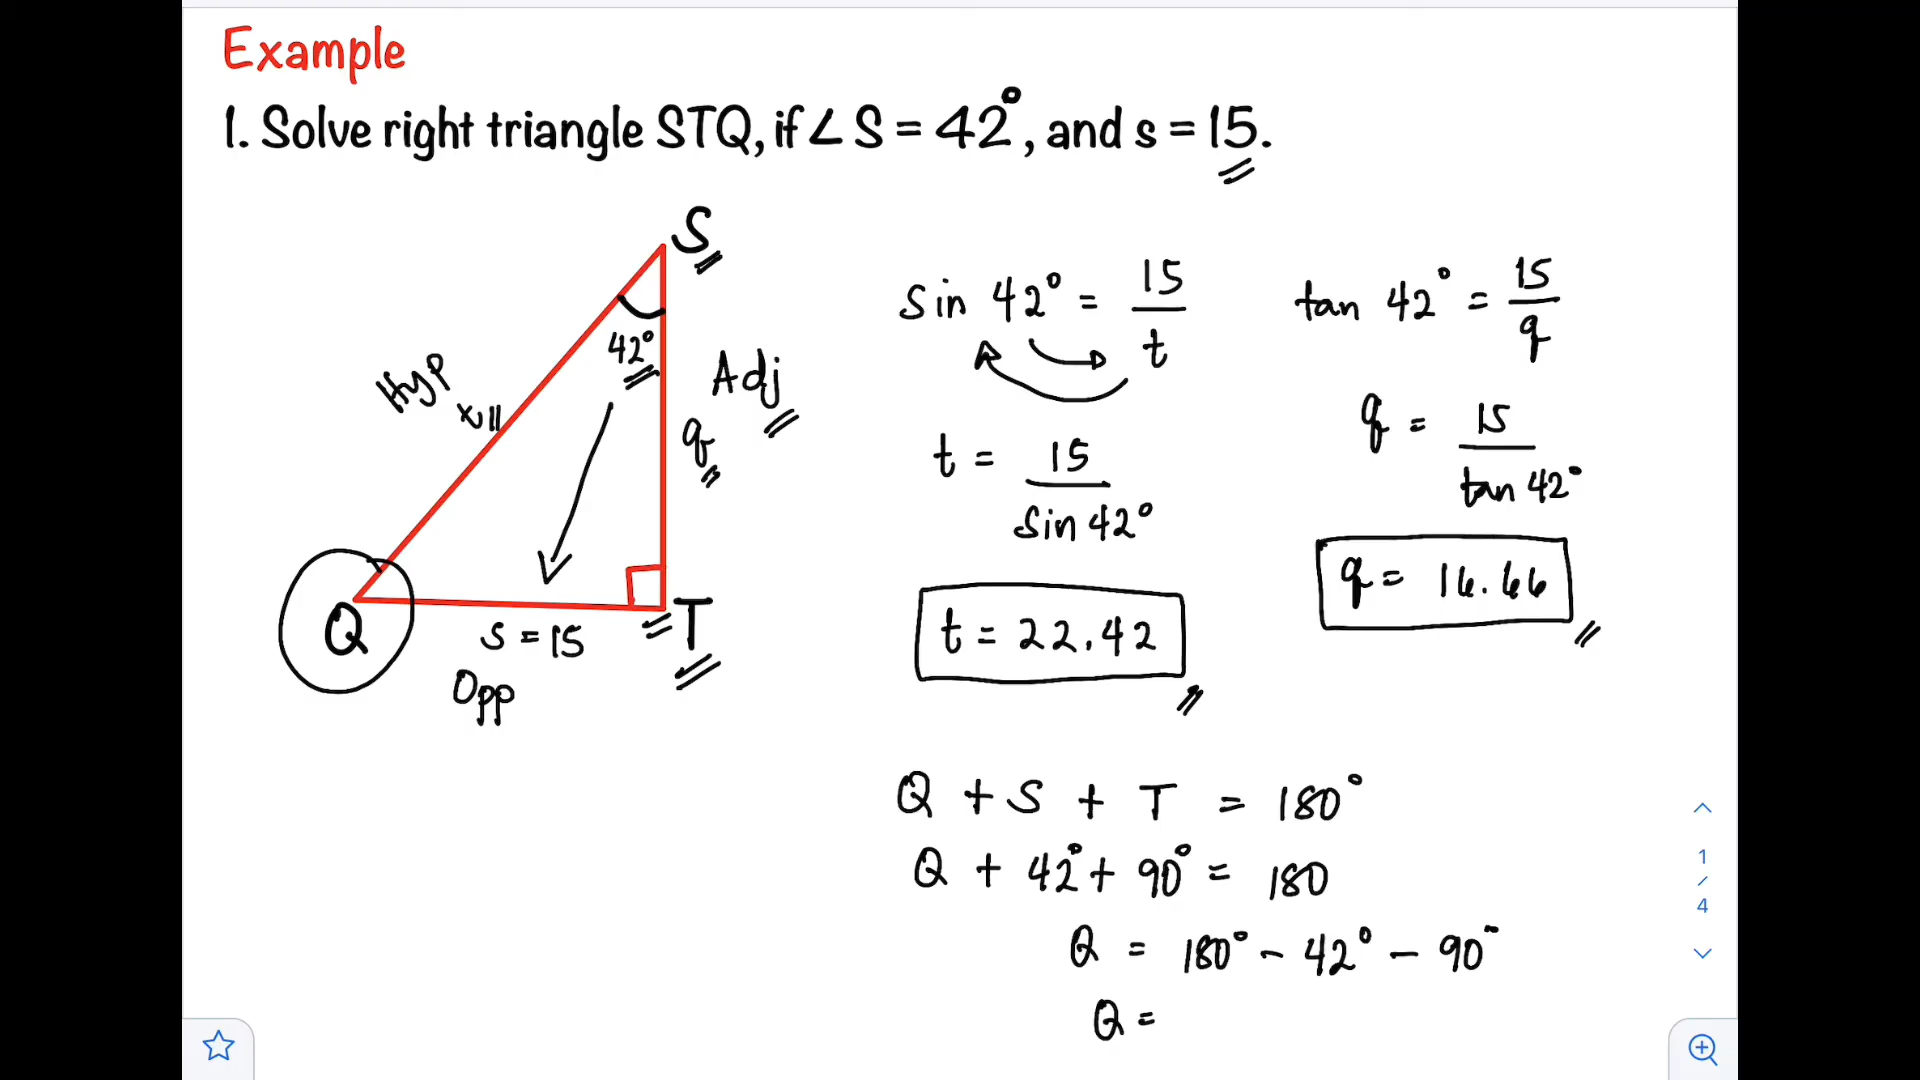 Example
1. Solve right triangle STQ, if ∠S = 42°, and s = 15.
S
42°
Hyp
t
Adj
q
Q
T
s = 15
Opp
sin 42° = 15/t
t = 15/sin 42°
t = 22.42
tan 42° = 15/q
q = 15/tan 42°
q = 16.66
Q + S + T = 180°
Q + 42° + 90° = 180
Q = 180° - 42° - 90°
Q =
1
/
4